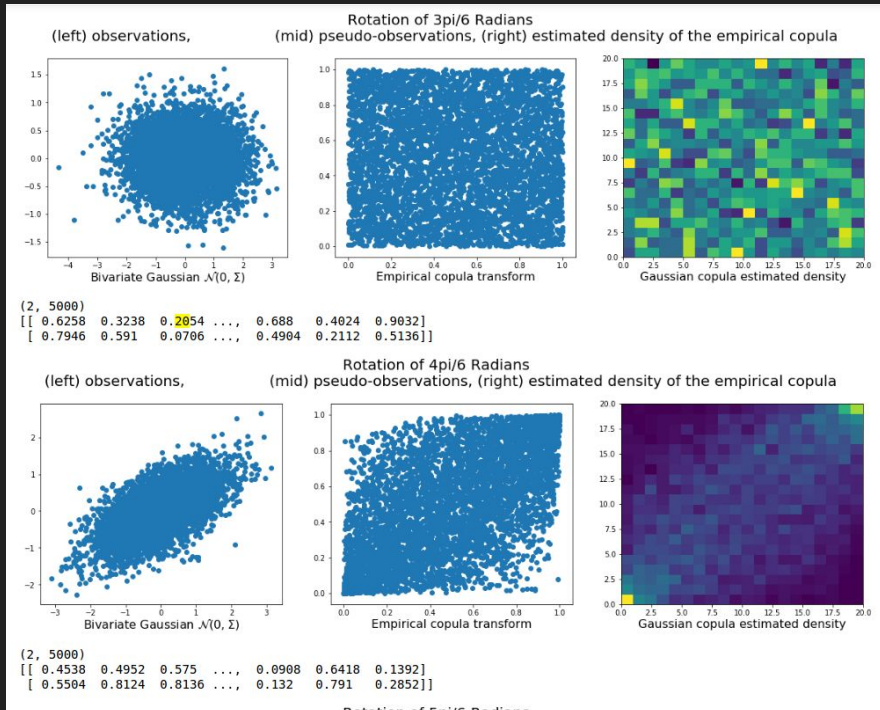 Rotation of 3pi/6 Radians
(left) observations, (mid) pseudo-observations, (right) estimated density of the empirical copula
1.5
1.0
0.5
0.0
−0.5
−1.0
−1.5
−4 −3 −2 −1 0 1 2 3
Bivariate Gaussian 𝒩(0, Σ)
1.0
0.8
0.6
0.4
0.2
0.0
0.0 0.2 0.4 0.6 0.8 1.0
Empirical copula transform
20.0
17.5
15.0
12.5
10.0
7.5
5.0
2.5
0.0
0.0 2.5 5.0 7.5 10.0 12.5 15.0 17.5 20.0
Gaussian copula estimated density
(2, 5000)
[[ 0.6258 0.3238 0.2054 ..., 0.688 0.4024 0.9032]
[ 0.7946 0.591 0.0706 ..., 0.4904 0.2112 0.5136]]
Rotation of 4pi/6 Radians
(left) observations, (mid) pseudo-observations, (right) estimated density of the empirical copula
2
1
0
−1
−2
−3 −2 −1 0 1 2 3
Bivariate Gaussian 𝒩(0, Σ)
1.0
0.8
0.6
0.4
0.2
0.0
0.0 0.2 0.4 0.6 0.8 1.0
Empirical copula transform
20.0
17.5
15.0
12.5
10.0
7.5
5.0
2.5
0.0
0.0 2.5 5.0 7.5 10.0 12.5 15.0 17.5 20.0
Gaussian copula estimated density
(2, 5000)
[[ 0.4538 0.4952 0.575 ..., 0.0908 0.6418 0.1392]
[ 0.5504 0.8124 0.8136 ..., 0.132 0.791 0.2852]]
Rotation of 5pi/6 Radians